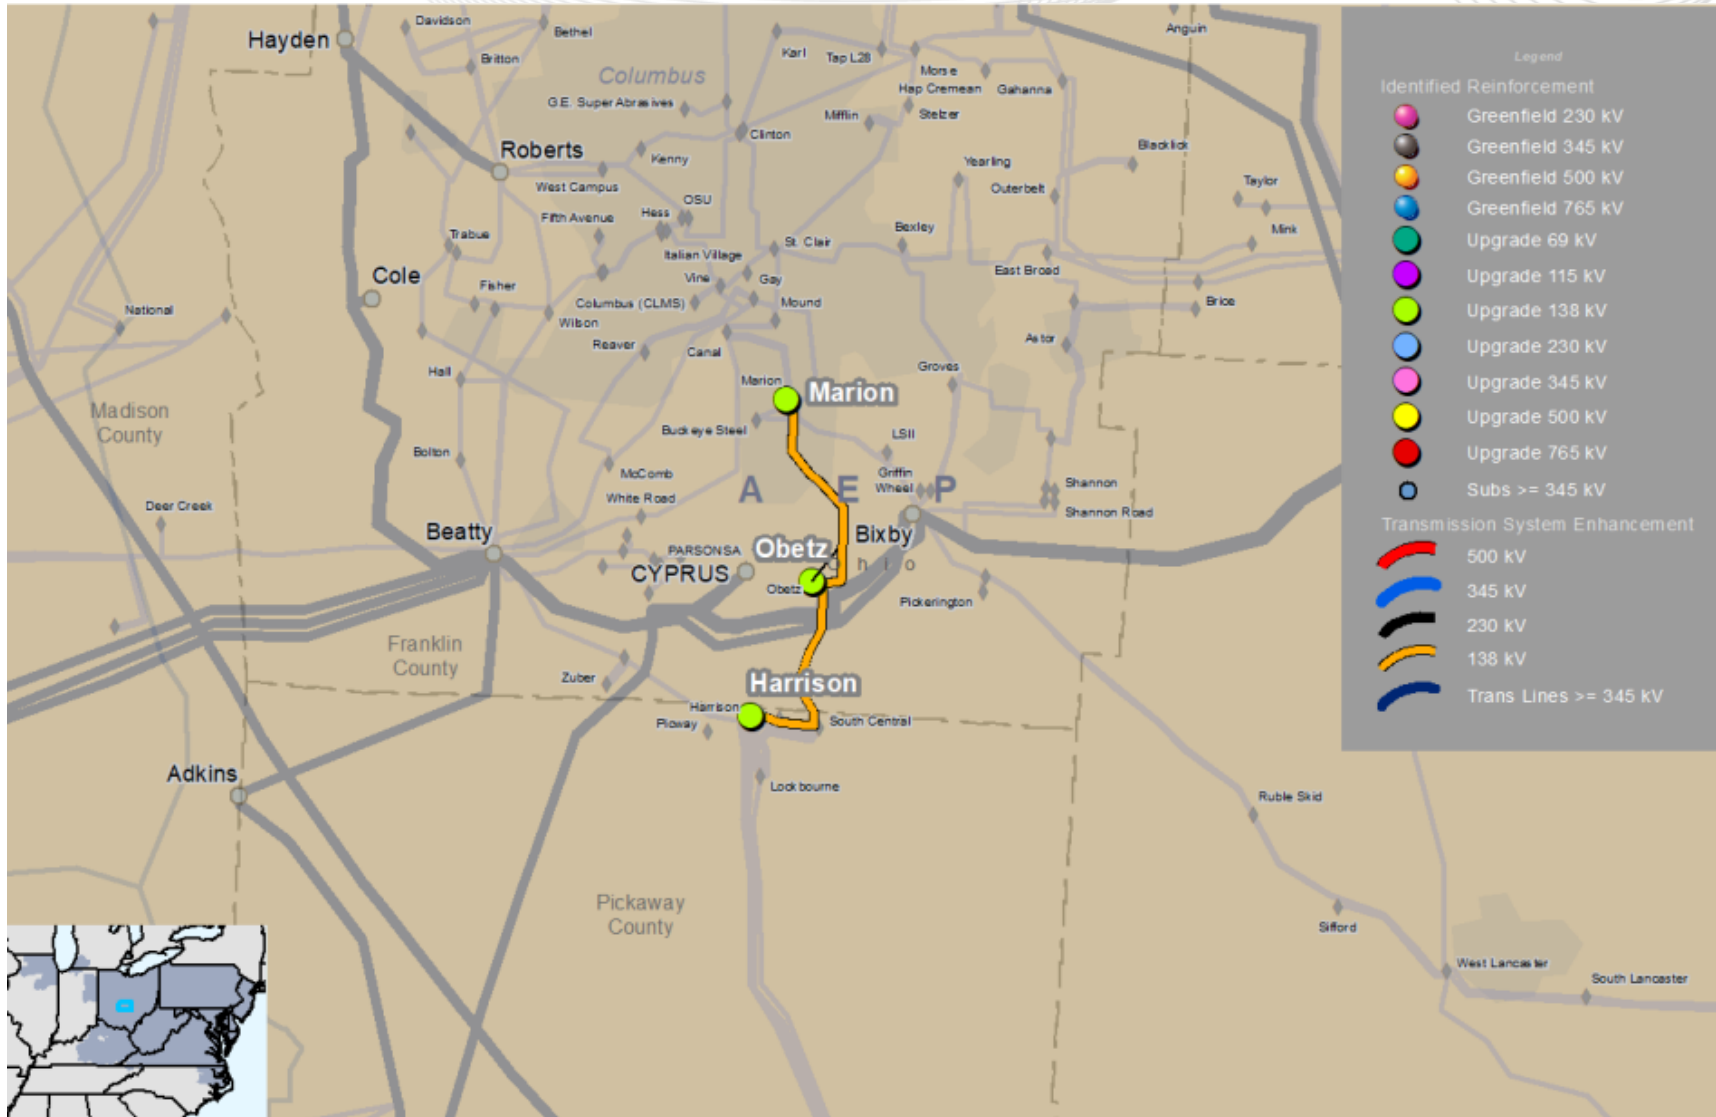 Davidson
Bethel
Anguin
Hayden
Britton
Karl
Tap L28
Columbus
Morse
Hap Cremean
Gahanna
G.E. Super Abrasives
Mifflin
Stelzer
Clinton
Blacklick
Roberts
Kenny
Yearling
West Campus
Outerbelt
Taylor
OSU
Fifth Avenue
Hess
Bexley
Mink
Trabue
St. Clair
Italian Village
East Broad
Cole
Vine
Gay
Fisher
Columbus (CLMS)
Mound
Brice
National
Wilson
Reaver
Canal
Astor
Hall
Marion
Groves
Marion
Madison
County
Buckeye Steel
LSII
Bolton
McComb
Griffin
Wheel
A E P
White Road
Shannon
Deer Creek
Shannon Road
Beatty
Bixby
Obetz
PARSONSA
CYPRUS
O h i o
Obetz
Pickerington
Franklin
County
Zuber
Harrison
Harrison
Picway
South Central
Adkins
Lockbourne
Ruble Skid
Pickaway
County
Sifford
West Lancaster
South Lancaster
Legend
Identified Reinforcement
Greenfield 230 kV
Greenfield 345 kV
Greenfield 500 kV
Greenfield 765 kV
Upgrade 69 kV
Upgrade 115 kV
Upgrade 138 kV
Upgrade 230 kV
Upgrade 345 kV
Upgrade 500 kV
Upgrade 765 kV
Subs >= 345 kV
Transmission System Enhancement
500 kV
345 kV
230 kV
138 kV
Trans Lines >= 345 kV